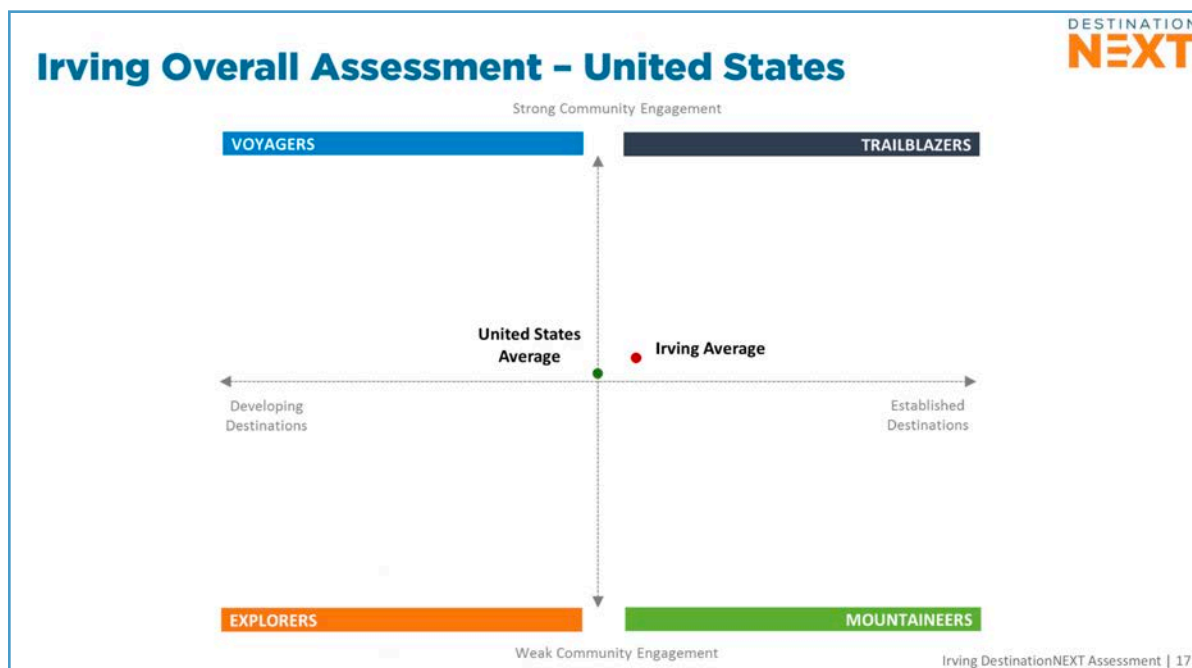 DESTINATION
NEXT
Irving Overall Assessment – United States
Strong Community Engagement
VOYAGERS
TRAILBLAZERS
United States
Average
Irving Average
Developing
Destinations
Established
Destinations
EXPLORERS
MOUNTAINEERS
Weak Community Engagement
Irving DestinationNEXT Assessment | 17